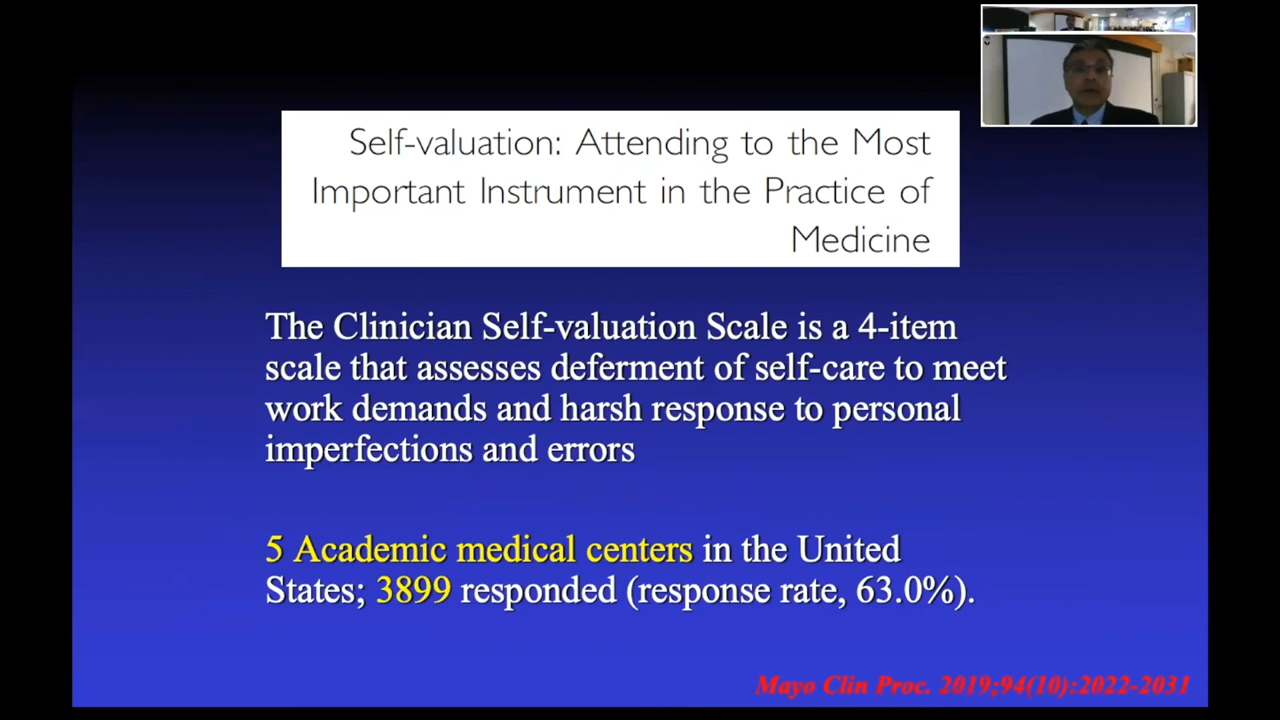 Self-valuation: Attending to the Most
Important Instrument in the Practice of
Medicine
The Clinician Self-valuation Scale is a 4-item
scale that assesses deferment of self-care to meet
work demands and harsh response to personal
imperfections and errors
5 Academic medical centers in the United
States; 3899 responded (response rate, 63.0%).
Mayo Clin Proc. 2019;94(10):2022-2031